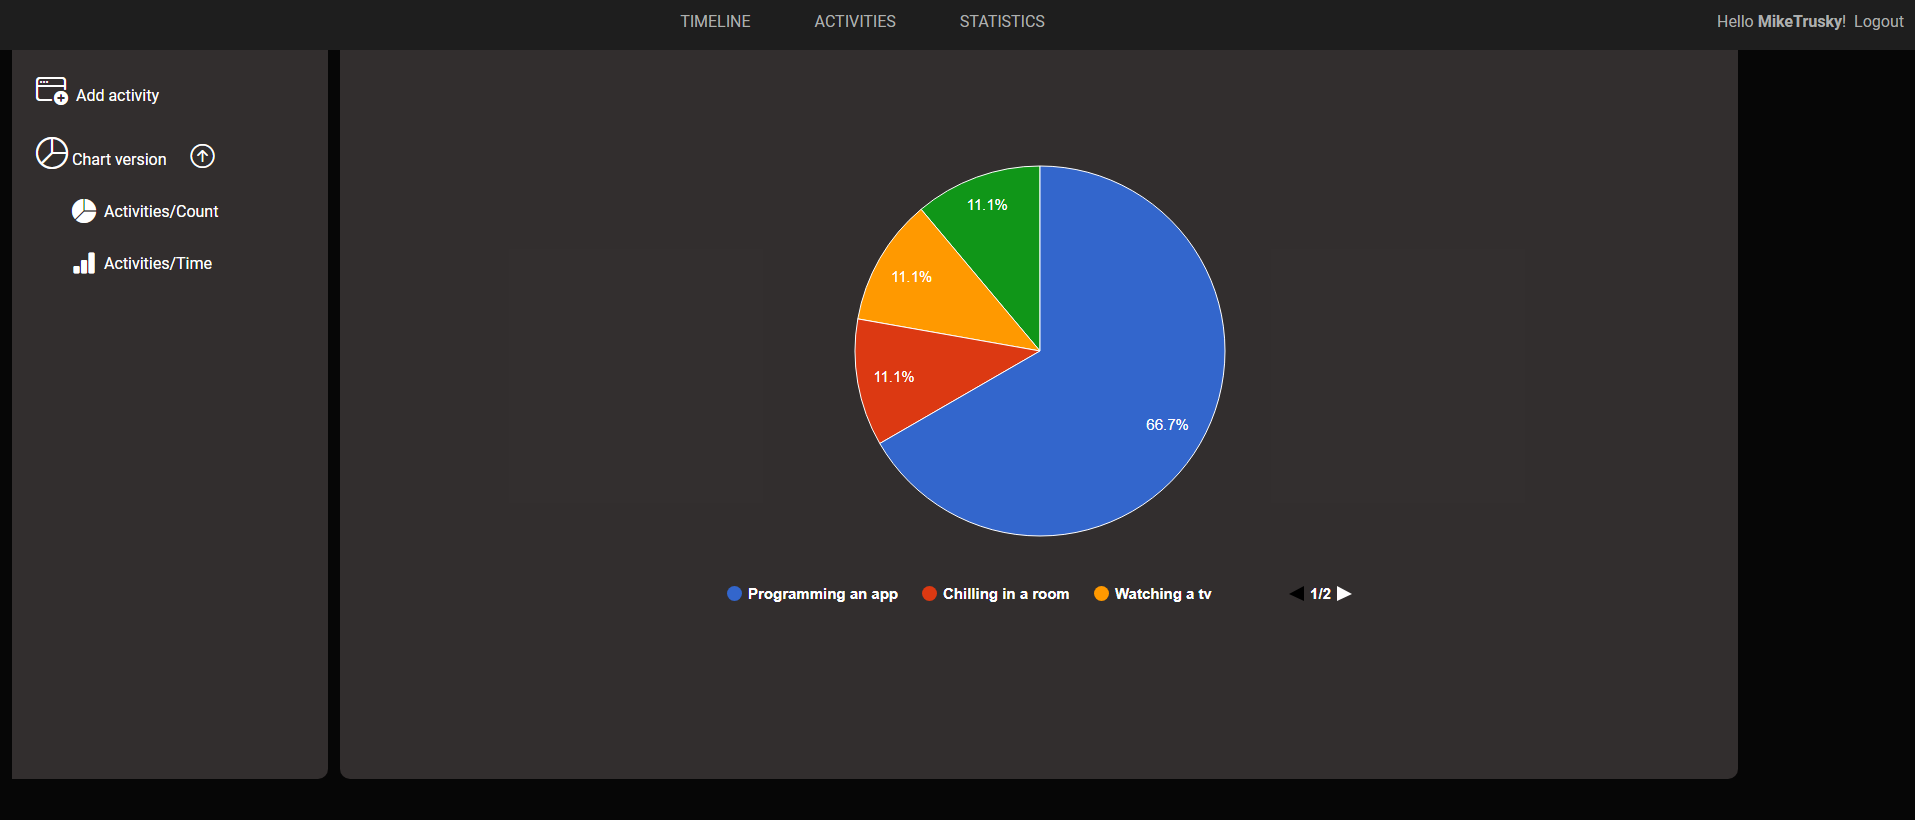 TIMELINE ACTIVITIES STATISTICS Hello MikeTrusky! Logout
Add activity
Chart version
Activities/Count
Activities/Time
11.1%
11.1%
11.1%
66.7%
Programming an app Chilling in a room Watching a tv 1/2